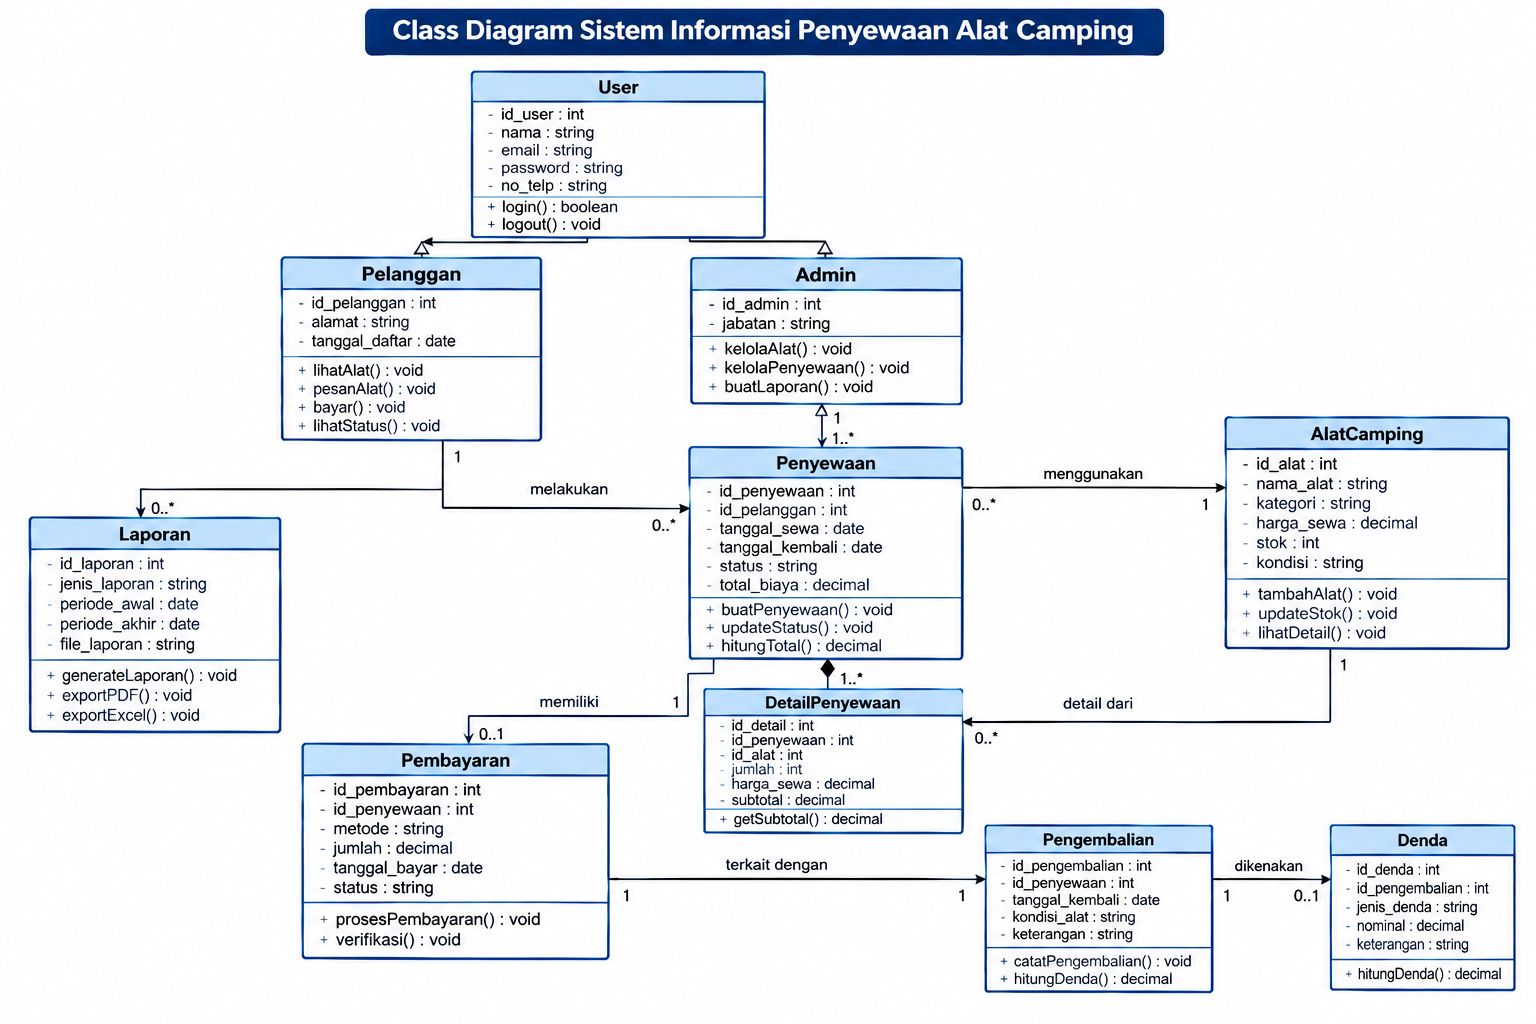 Class Diagram Sistem Informasi Penyewaan Alat Camping
User
- id_user : int
- nama : string
- email : string
- password : string
- no_telp : string
+ login() : boolean
+ logout() : void
Pelanggan
- id_pelanggan : int
- alamat : string
- tanggal_daftar : date
+ lihatAlat() : void
+ pesanAlat() : void
+ bayar() : void
+ lihatStatus() : void
1
Admin
- id_admin : int
- jabatan : string
+ kelolaAlat() : void
+ kelolaPenyewaan() : void
+ buatLaporan() : void
1
1..*
melakukan
0..*
0..*
Laporan
- id_laporan : int
- jenis_laporan : string
- periode_awal : date
- periode_akhir : date
- file_laporan : string
+ generateLaporan() : void
+ exportPDF() : void
+ exportExcel() : void
Penyewaan
- id_penyewaan : int
- id_pelanggan : int
- tanggal_sewa : date
- tanggal_kembali : date
- status : string
- total_biaya : decimal
+ buatPenyewaan() : void
+ updateStatus() : void
+ hitungTotal() : decimal
menggunakan
0..*
1
AlatCamping
- id_alat : int
- nama_alat : string
- kategori : string
- harga_sewa : decimal
- stok : int
- kondisi : string
+ tambahAlat() : void
+ updateStok() : void
+ lihatDetail() : void
1
memiliki
1
0..1
1..*
DetailPenyewaan
- id_detail : int
- id_penyewaan : int
- id_alat : int
- jumlah : int
- harga_sewa : decimal
- subtotal : decimal
+ getSubtotal() : decimal
detail dari
0..*
Pembayaran
- id_pembayaran : int
- id_penyewaan : int
- metode : string
- jumlah : decimal
- tanggal_bayar : date
- status : string
+ prosesPembayaran() : void
+ verifikasi() : void
terkait dengan
1
1
Pengembalian
- id_pengembalian : int
- id_penyewaan : int
- tanggal_kembali : date
- kondisi_alat : string
- keterangan : string
+ catatPengembalian() : void
+ hitungDenda() : decimal
dikenakan
1
0..1
Denda
- id_denda : int
- id_pengembalian : int
- jenis_denda : string
- nominal : decimal
- keterangan : string
+ hitungDenda() : decimal